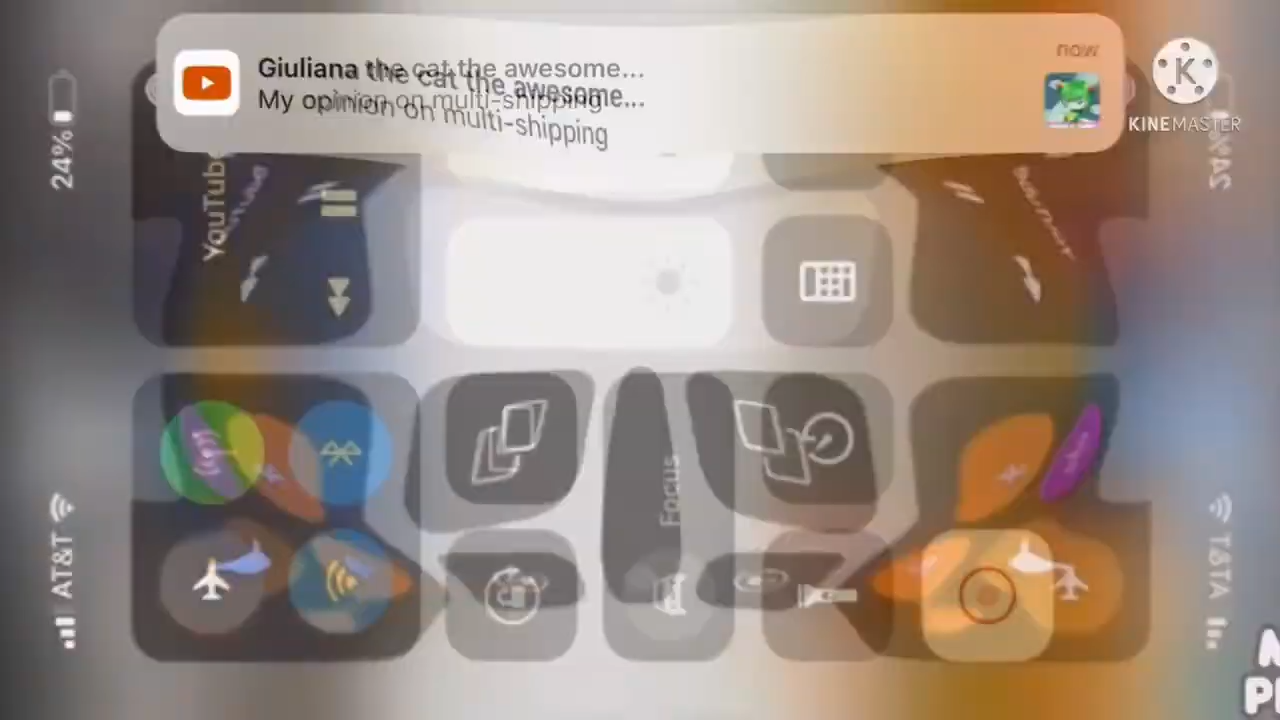 Giuliana the cat the awesome...
My opinion on multi-shipping
now
K
KINEMASTER
24%
YouTube
Focus
AT&T